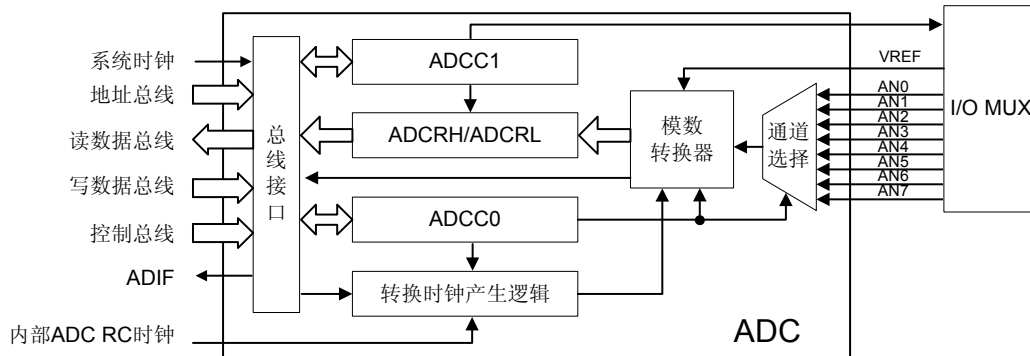 系统时钟
地址总线
读数据总线
写数据总线
控制总线
ADIF
内部ADC RC时钟
总线接口
ADCC1
ADCRH/ADCRL
ADCC0
转换时钟产生逻辑
模数
转换器
通道
选择
VREF
AN0
AN1
AN2
AN3
AN4
AN5
AN6
AN7
I/O MUX
ADC